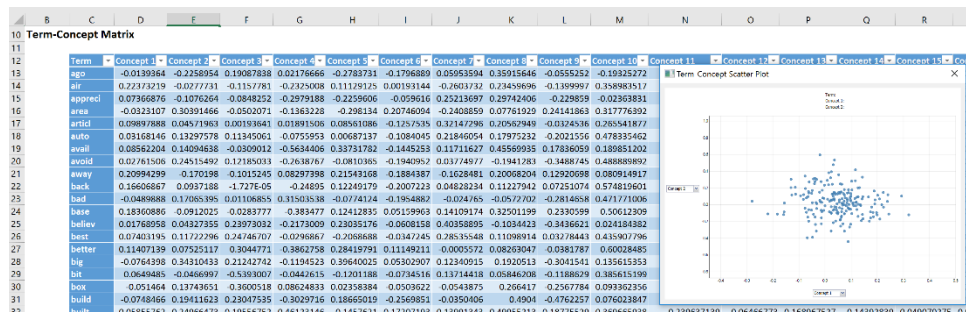 B C D E F G H I J K L M N O P Q R
10 Term-Concept Matrix
11
12 Term Concept 1 Concept 2 Concept 3 Concept 4 Concept 5 Concept 6 Concept 7 Concept 8 Concept 9 Concept 10 Concept 11 Concept 12 Concept 13 Concept 14 Concept 15
13 ago -0.0139364 -0.2258954 0.19087838 0.02176666 -0.2783731 -0.1796889 0.05953594 0.35915646 -0.0555252 -0.19325272
14 air 0.22373219 -0.0277731 -0.1157781 -0.2325008 0.11129125 0.00193144 -0.2603732 0.23459696 -0.1399997 0.358983517
15 appreci 0.07366876 -0.1076264 -0.0848252 -0.2979188 -0.2259606 -0.059616 0.25213697 0.29742406 -0.229859 -0.02363831
16 area -0.0323107 0.30391466 -0.0502071 -0.1363228 -0.298134 0.20746094 -0.2408859 0.07761929 0.24141863 0.317776392
17 articl 0.09897888 0.04571963 0.00193641 0.01891506 0.08561086 -0.1257535 0.32147296 0.20562949 -0.0324536 0.265541877
18 auto 0.03168146 0.13297578 0.11345061 -0.0755953 0.00687137 -0.1084045 0.21846054 0.17975232 -0.2021556 0.478335462
19 avail 0.08562204 0.14094638 -0.0309012 -0.5634406 0.33731782 -0.1445253 0.11711627 0.45569935 0.17836059 0.189851202
20 avoid 0.02761506 0.24515492 0.12185033 -0.2638767 -0.0810365 -0.1940952 0.03774977 -0.1941283 -0.3488745 0.488889892
21 away 0.20994299 -0.170198 -0.1015245 0.08297398 0.21543168 -0.1884387 -0.1628481 0.20068204 0.12920698 0.080914917
22 back 0.16606867 0.0937188 -1.727E-05 -0.24895 0.12249179 -0.2007223 0.04828234 0.11227942 0.07251074 0.574819601
23 bad -0.0489888 0.17065395 0.01106855 0.31503538 -0.0774124 -0.1954882 -0.024765 -0.0577702 -0.2814658 0.471771006
24 base 0.18360886 -0.0912025 -0.0283777 -0.383477 0.12412835 0.05159963 0.14109174 0.32501199 0.2330599 0.50612309
25 believ 0.01768958 0.04327355 0.23973032 -0.2173009 0.23035176 -0.0608158 0.40358895 -0.1034423 -0.3436621 0.024184382
26 best 0.07403195 0.11722296 0.24746707 -0.0296867 -0.2068688 -0.0347245 0.28535548 0.11098914 0.03278443 0.435907796
27 better 0.11407139 0.07525117 0.3044771 -0.3862758 0.28419791 0.11149211 -0.0005572 0.08263047 -0.0381787 0.60028485
28 big -0.0764398 0.34310433 0.21242742 -0.1194523 0.39640025 0.05302907 0.12340915 0.1920513 -0.3041541 0.135615353
29 bit 0.0649485 -0.0466997 -0.5393007 -0.0442615 -0.1201188 -0.0734516 0.13714418 0.05846208 -0.1188629 0.385615199
30 box -0.051464 0.13743651 -0.3600518 0.08624833 0.02358384 -0.0503622 -0.0543875 0.266417 -0.2567784 0.093362356
31 build -0.0748466 0.19411623 0.23047535 -0.3029716 0.18665019 -0.2569851 -0.0350406 0.4904 -0.4762257 0.076023847
Term Concept Scatter Plot
Concept 2
Concept 1